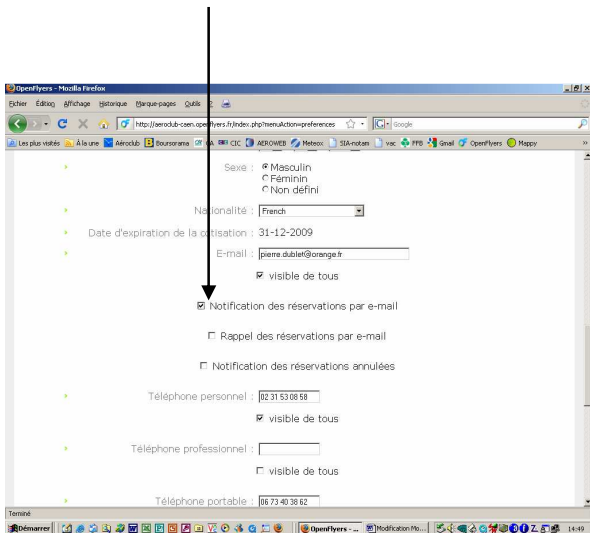 OpenFlyers - Mozilla Firefox
Fichier Édition Affichage Historique Marque-pages Outils ?
http://aeroclub-caen.openflyers.fr/index.php?menuAction=preferences
Google
Les plus visités À la une Aéroclub Boursorama CA CIC AEROWEB Meteox SIA-notam vac FFB Gmail OpenFlyers Mappy
Sexe : Masculin
Féminin
Non défini
Nationalité : French
Date d'expiration de la cotisation : 31-12-2009
E-mail : pierre.dublet@orange.fr
visible de tous
Notification des réservations par e-mail
Rappel des réservations par e-mail
Notification des réservations annulées
Téléphone personnel : 02 31 53 08 58
visible de tous
Téléphone professionnel :
visible de tous
Téléphone portable : 06 73 40 38 62
Terminé
Démarrer OpenFlyers - ... Modification Mo... 14:49